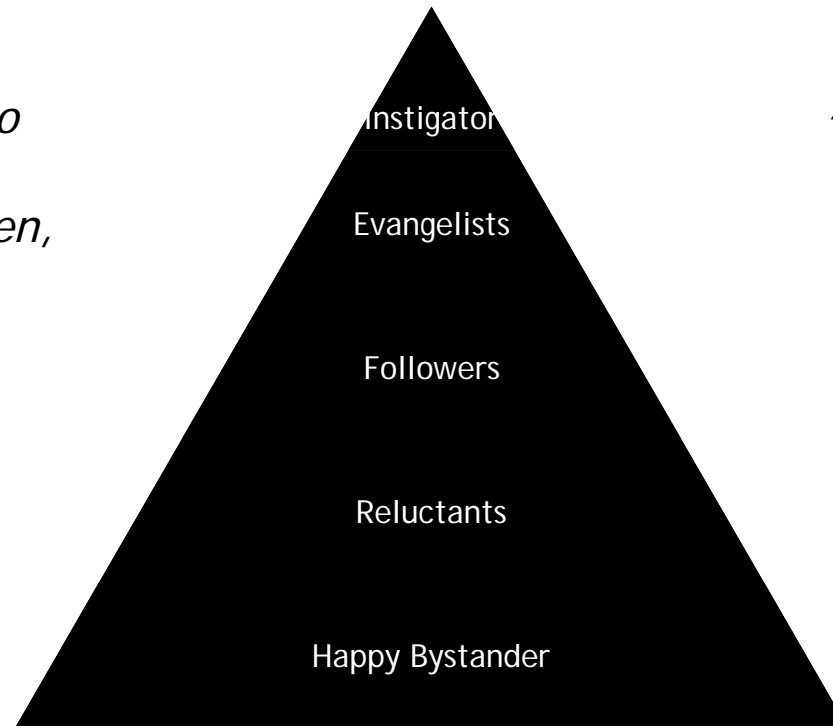 Instigator
Evangelists
Followers
Reluctants
Happy Bystander